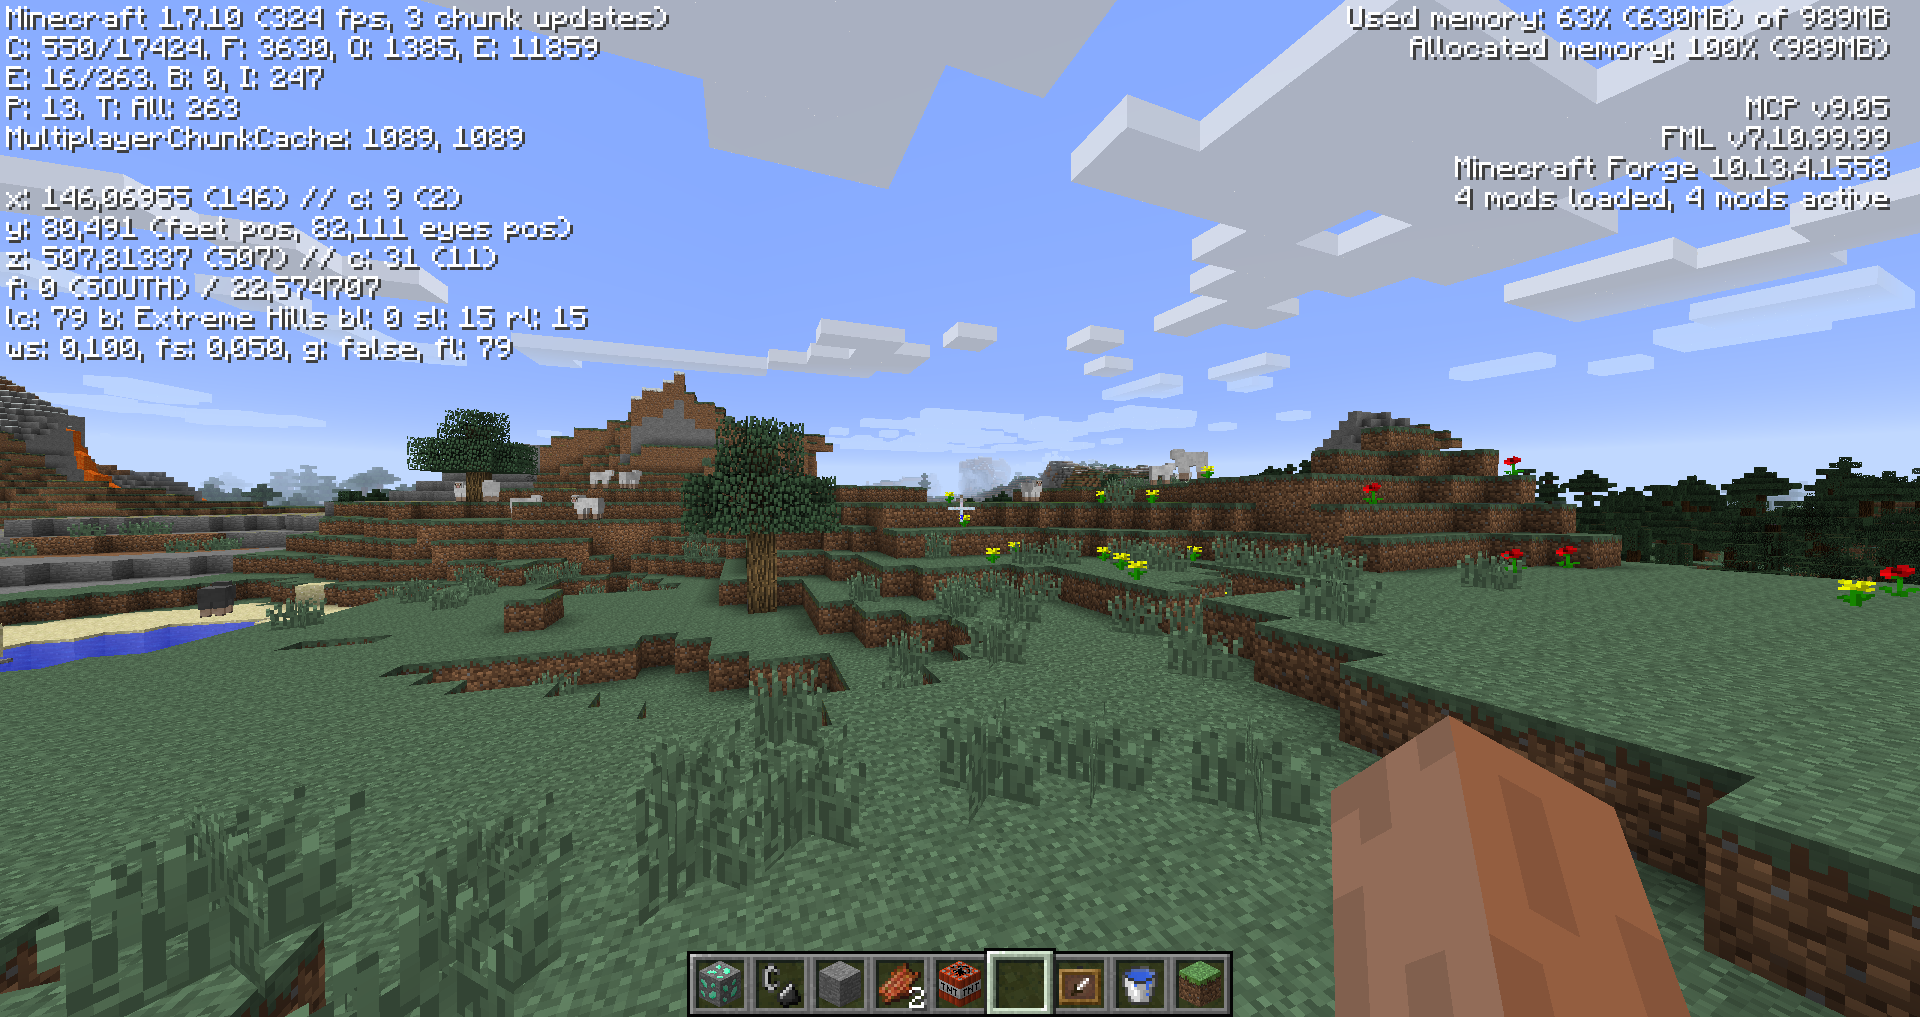 Minecraft 1.7.10 (324 fps, 3 chunk updates)
C: 550/17424. F: 3630, O: 1385, E: 11859
E: 16/263. B: 0, I: 247
P: 13. T: All: 263
MultiplayerChunkCache: 1089, 1089
x: 146,06955 (146) // c: 9 (2)
y: 80,491 (feet pos, 82,111 eyes pos)
z: 507,81337 (507) // c: 31 (11)
f: 0 (SOUTH) / 22,574707
lc: 79 b: Extreme Hills bl: 0 sl: 15 rl: 15
ws: 0,100, fs: 0,050, g: false, fl: 79
Used memory: 63% (630MB) of 989MB
Allocated memory: 100% (989MB)
MCP v9.05
FML v7.10.99.99
Minecraft Forge 10.13.4.1558
4 mods loaded, 4 mods active
2
TNT TNT